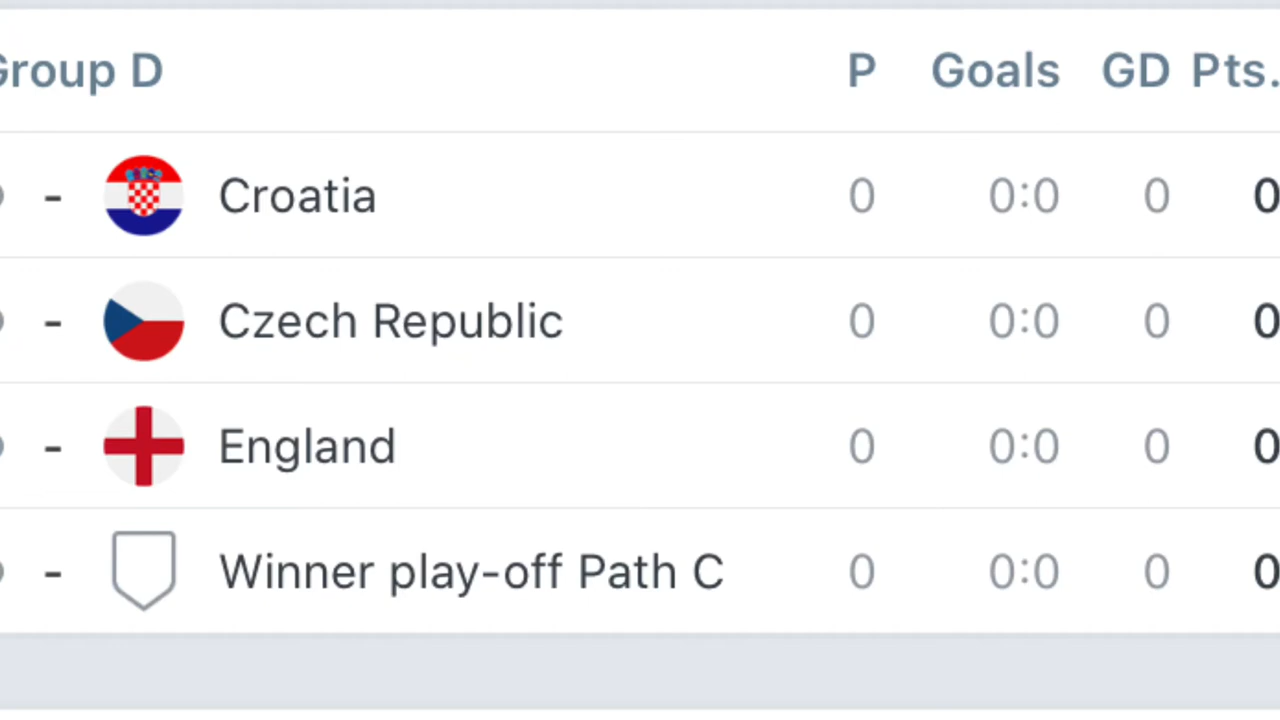 Group D P Goals GD Pts.
- Croatia 0 0:0 0 0
- Czech Republic 0 0:0 0 0
- England 0 0:0 0 0
- Winner play-off Path C 0 0:0 0 0